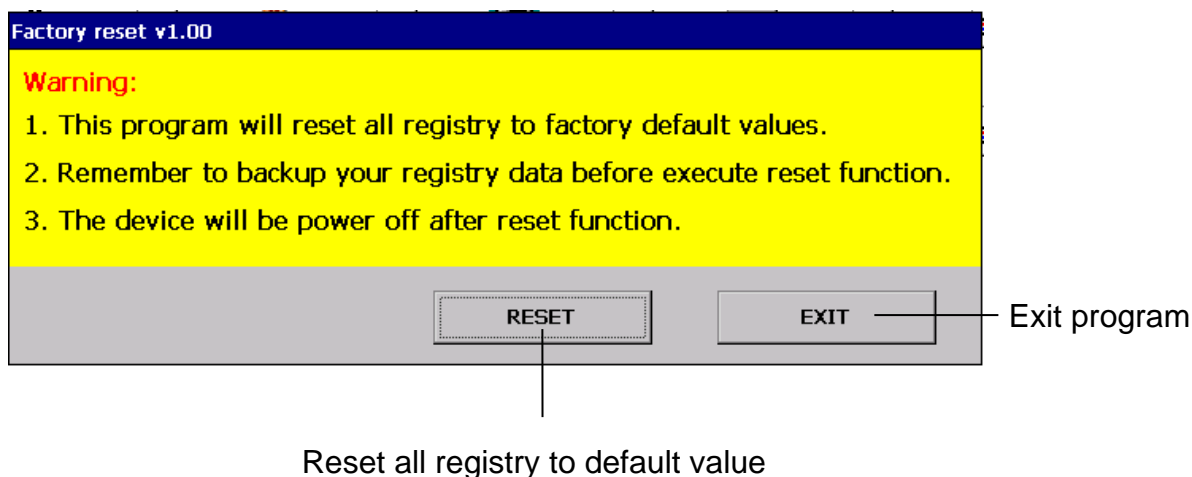 Factory reset v1.00
Warning:
1. This program will reset all registry to factory default values.
2. Remember to backup your registry data before execute reset function.
3. The device will be power off after reset function.
RESET
EXIT
Exit program
Reset all registry to default value